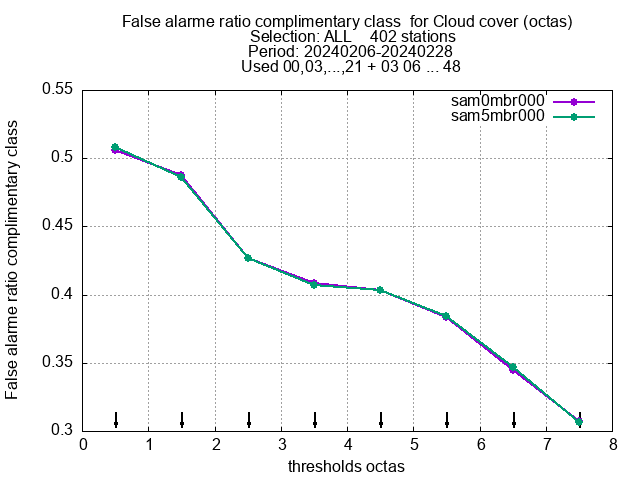 False alarme ratio complimentary class  for Cloud cover (octas)
Selection: ALL    402 stations
Period: 20240206-20240228
Used 00,03,...,21 + 03 06 ... 48
sam0mbr000
sam5mbr000
False alarme ratio complimentary class
0.55
0.5
0.45
0.4
0.35
0.3
0 1 2 3 4 5 6 7 8
thresholds octas